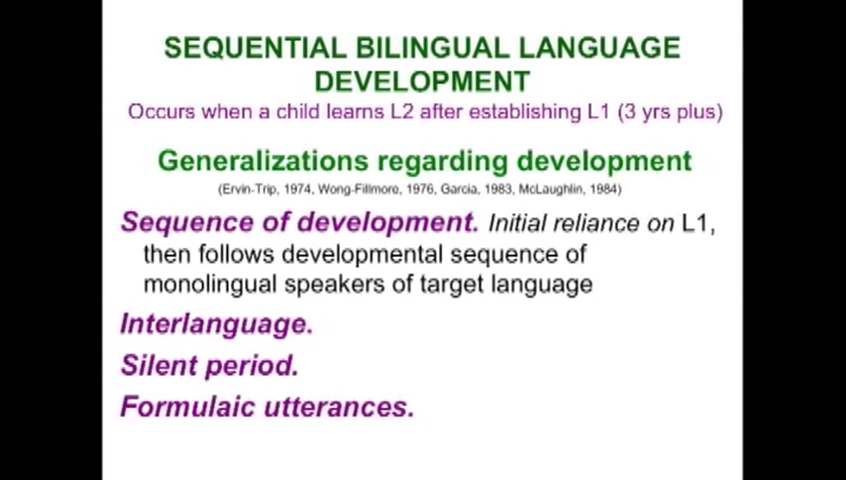 SEQUENTIAL BILINGUAL LANGUAGE
DEVELOPMENT
Occurs when a child learns L2 after establishing L1 (3 yrs plus)
Generalizations regarding development
(Ervin-Trip, 1974, Wong-Fillmore, 1976, Garcia, 1983, McLaughlin, 1984)
Sequence of development. Initial reliance on L1,
then follows developmental sequence of
monolingual speakers of target language
Interlanguage.
Silent period.
Formulaic utterances.